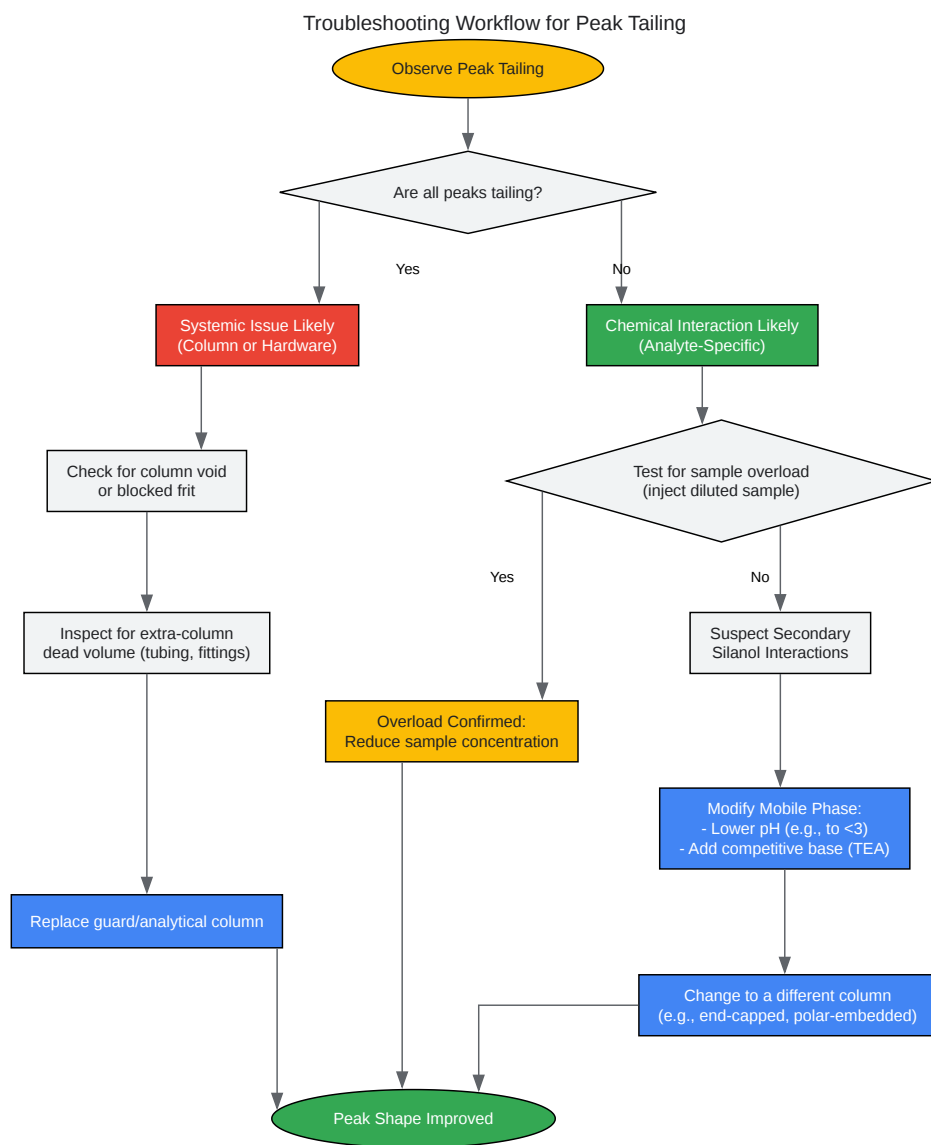 Troubleshooting Workflow for Peak Tailing
Observe Peak Tailing
Are all peaks tailing?
Yes
No
Systemic Issue Likely
(Column or Hardware)
Chemical Interaction Likely
(Analyte-Specific)
Check for column void
or blocked frit
Test for sample overload
(inject diluted sample)
Yes
No
Inspect for extra-column
dead volume (tubing, fittings)
Suspect Secondary
Silanol Interactions
Overload Confirmed:
Reduce sample concentration
Modify Mobile Phase:
- Lower pH (e.g., to <3)
- Add competitive base (TEA)
Replace guard/analytical column
Change to a different column
(e.g., end-capped, polar-embedded)
Peak Shape Improved